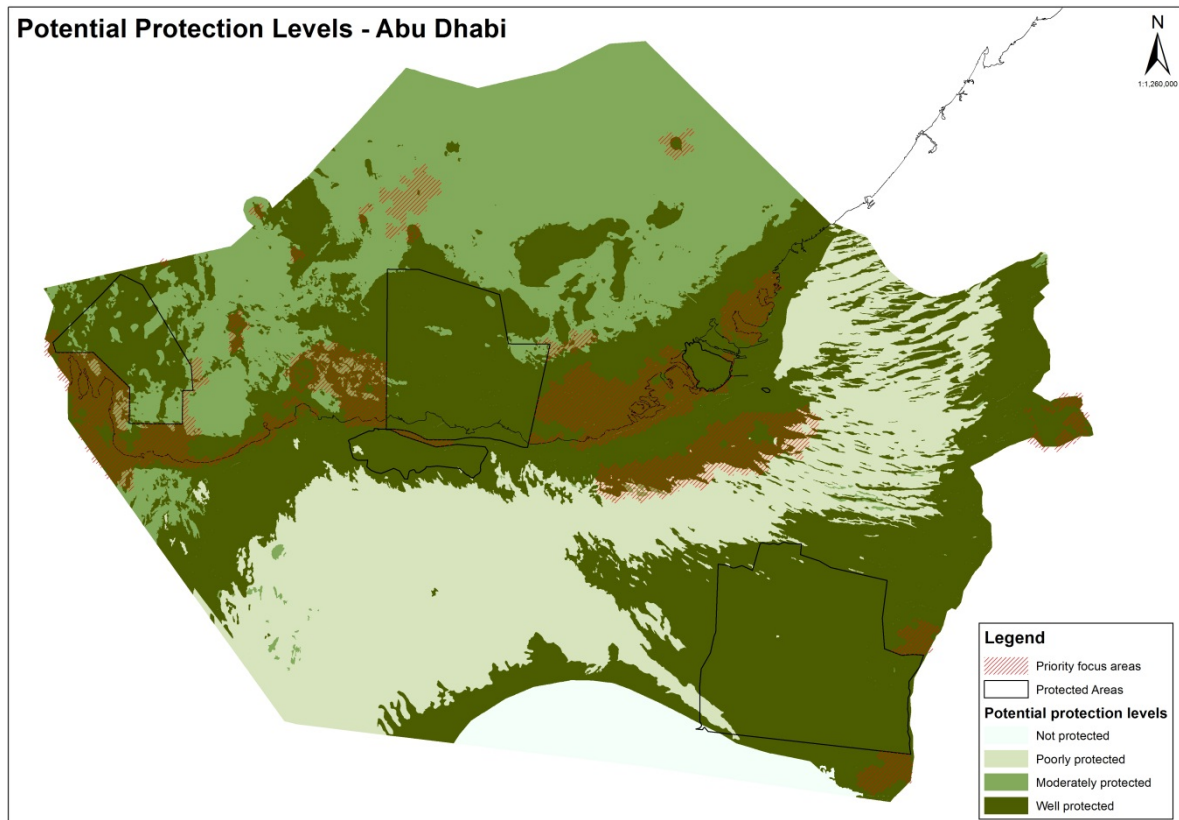 Potential Protection Levels - Abu Dhabi
N
1:1,260,000
Legend
Priority focus areas
Protected Areas
Potential protection levels
Not protected
Poorly protected
Moderately protected
Well protected